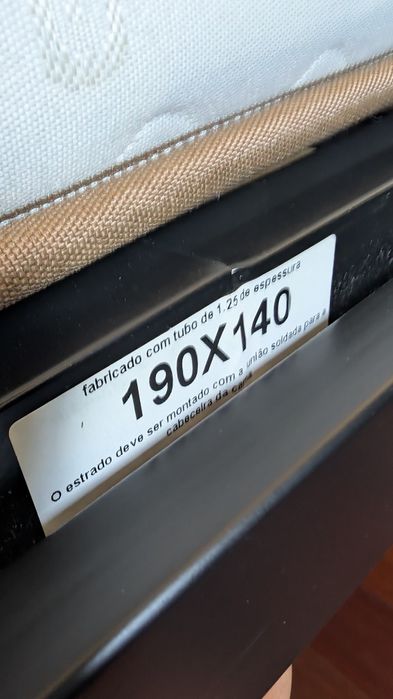 fabricado com tubo de 1.25 de espessura
190X140
O estrado deve ser montado com a união soldada para a
cabeceira da cama